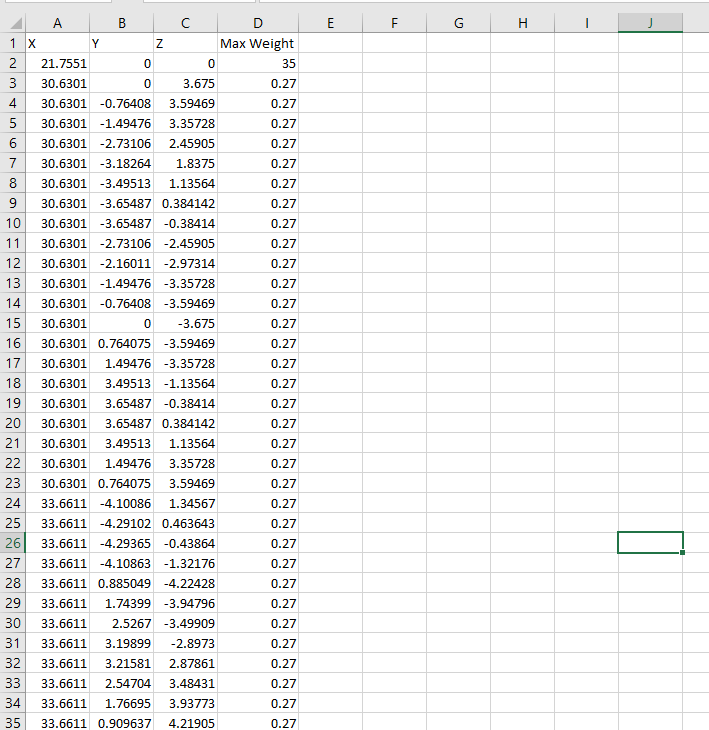 A B C D E F G H I J
1 X Y Z Max Weight
2 21.7551 0 0 35
3 30.6301 0 3.675 0.27
4 30.6301 -0.76408 3.59469 0.27
5 30.6301 -1.49476 3.35728 0.27
6 30.6301 -2.73106 2.45905 0.27
7 30.6301 -3.18264 1.8375 0.27
8 30.6301 -3.49513 1.13564 0.27
9 30.6301 -3.65487 0.384142 0.27
10 30.6301 -3.65487 -0.38414 0.27
11 30.6301 -2.73106 -2.45905 0.27
12 30.6301 -2.16011 -2.97314 0.27
13 30.6301 -1.49476 -3.35728 0.27
14 30.6301 -0.76408 -3.59469 0.27
15 30.6301 0 -3.675 0.27
16 30.6301 0.764075 -3.59469 0.27
17 30.6301 1.49476 -3.35728 0.27
18 30.6301 3.49513 -1.13564 0.27
19 30.6301 3.65487 -0.38414 0.27
20 30.6301 3.65487 0.384142 0.27
21 30.6301 3.49513 1.13564 0.27
22 30.6301 1.49476 3.35728 0.27
23 30.6301 0.764075 3.59469 0.27
24 33.6611 -4.10086 1.34567 0.27
25 33.6611 -4.29102 0.463643 0.27
26 33.6611 -4.29365 -0.43864 0.27
27 33.6611 -4.10863 -1.32176 0.27
28 33.6611 0.885049 -4.22428 0.27
29 33.6611 1.74399 -3.94796 0.27
30 33.6611 2.5267 -3.49909 0.27
31 33.6611 3.19899 -2.8973 0.27
32 33.6611 3.21581 2.87861 0.27
33 33.6611 2.54704 3.48431 0.27
34 33.6611 1.76695 3.93773 0.27
35 33.6611 0.909637 4.21905 0.27